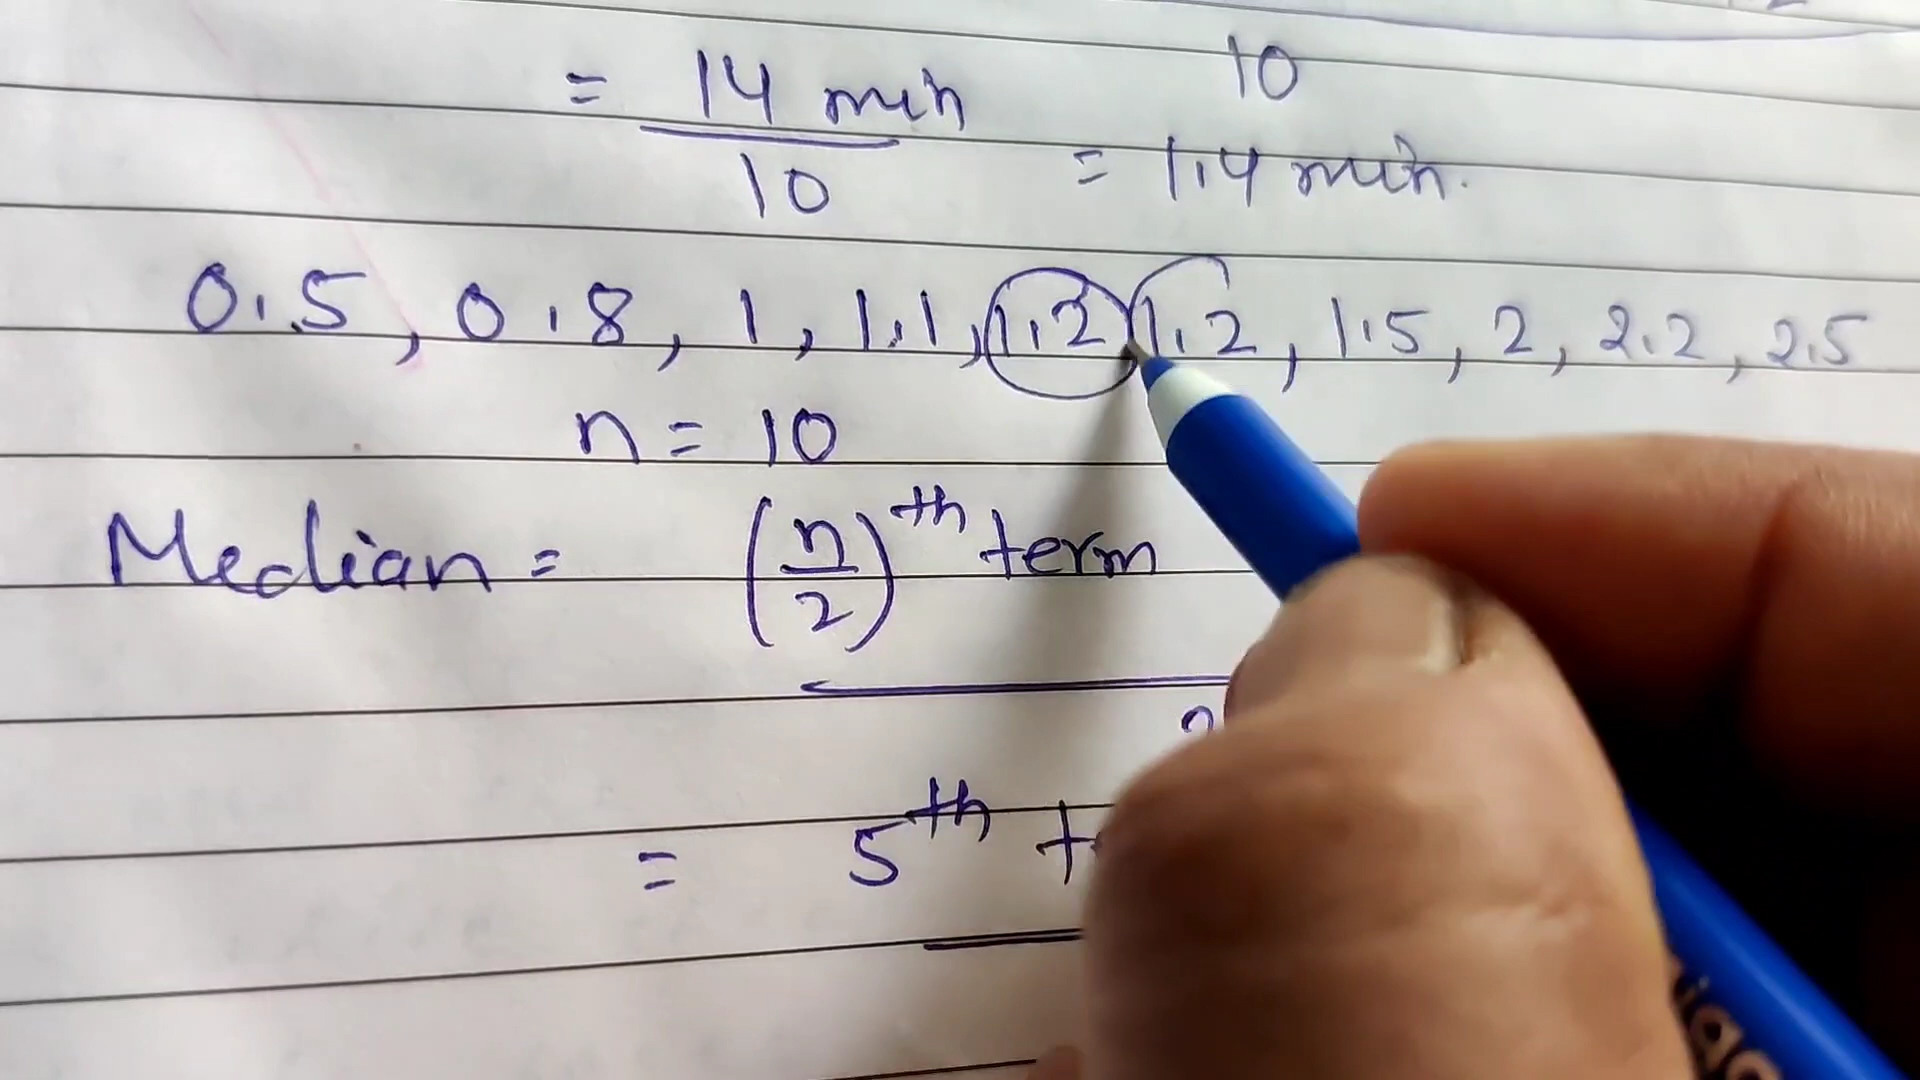 = 14 min 10
10 = 1.4 min.
0.5, 0.8, 1, 1.1, 1.2 1.2, 1.5, 2, 2.2, 2.5
n = 10
Median = (n/2)th term
2
= 5th